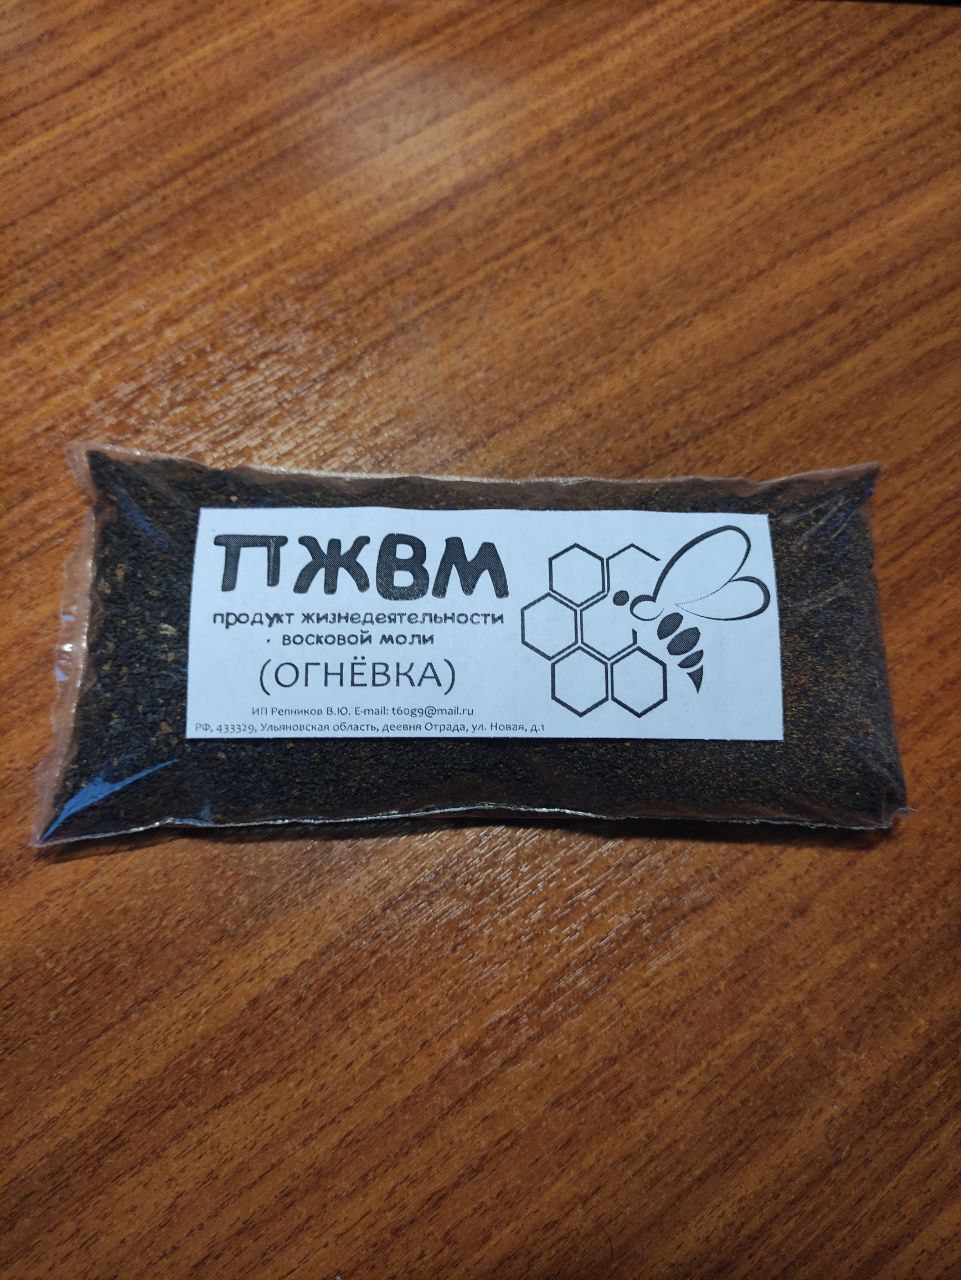 ПЖВМ
продукт жизнедеятельности
восковой моли
(ОГНЁВКА)
ИП Репников В.Ю. E-mail: t60g9@mail.ru
РФ, 433329, Ульяновская область, деевня Отрада, ул. Новая, д.1